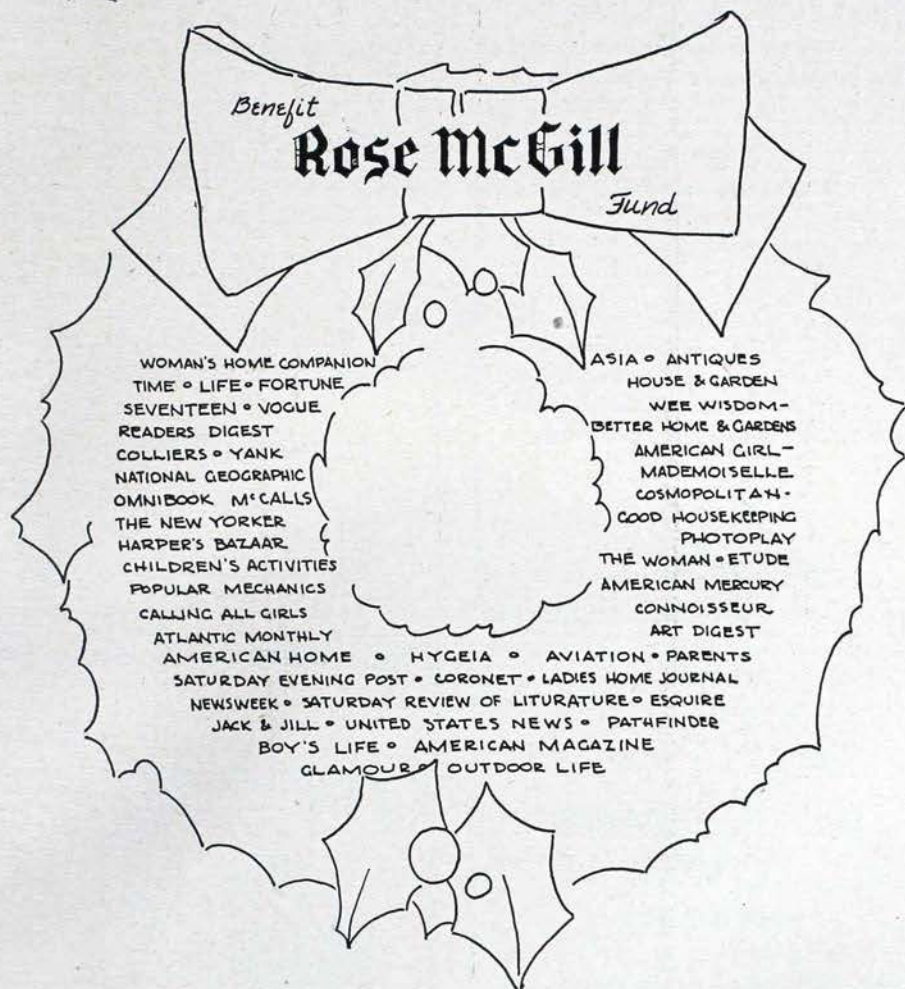 Benefit
Rose McGill
Fund
WOMAN'S HOME COMPANION
TIME • LIFE • FORTUNE
SEVENTEEN • VOGUE
READERS DIGEST
COLLIERS • YANK
NATIONAL GEOGRAPHIC
OMNIBOOK McCALLS
THE NEW YORKER
HARPER'S BAZAAR
CHILDREN'S ACTIVITIES
POPULAR MECHANICS
CALLING ALL GIRLS
ATLANTIC MONTHLY
ASIA • ANTIQUES
HOUSE & GARDEN
WEE WISDOM-
BETTER HOME & GARDENS
AMERICAN GIRL-
MADEMOISELLE
COSMOPOLITAN-
GOOD HOUSEKEEPING
PHOTOPLAY
THE WOMAN • ETUDE
AMERICAN MERCURY
CONNOISSEUR
ART DIGEST
AMERICAN HOME • HYGEIA • AVIATION • PARENTS
SATURDAY EVENING POST • CORONET • LADIES HOME JOURNAL
NEWSWEEK • SATURDAY REVIEW OF LITURATURE • ESQUIRE
JACK & JILL • UNITED STATES NEWS • PATHFINDER
BOY'S LIFE • AMERICAN MAGAZINE
GLAMOUR • OUTDOOR LIFE